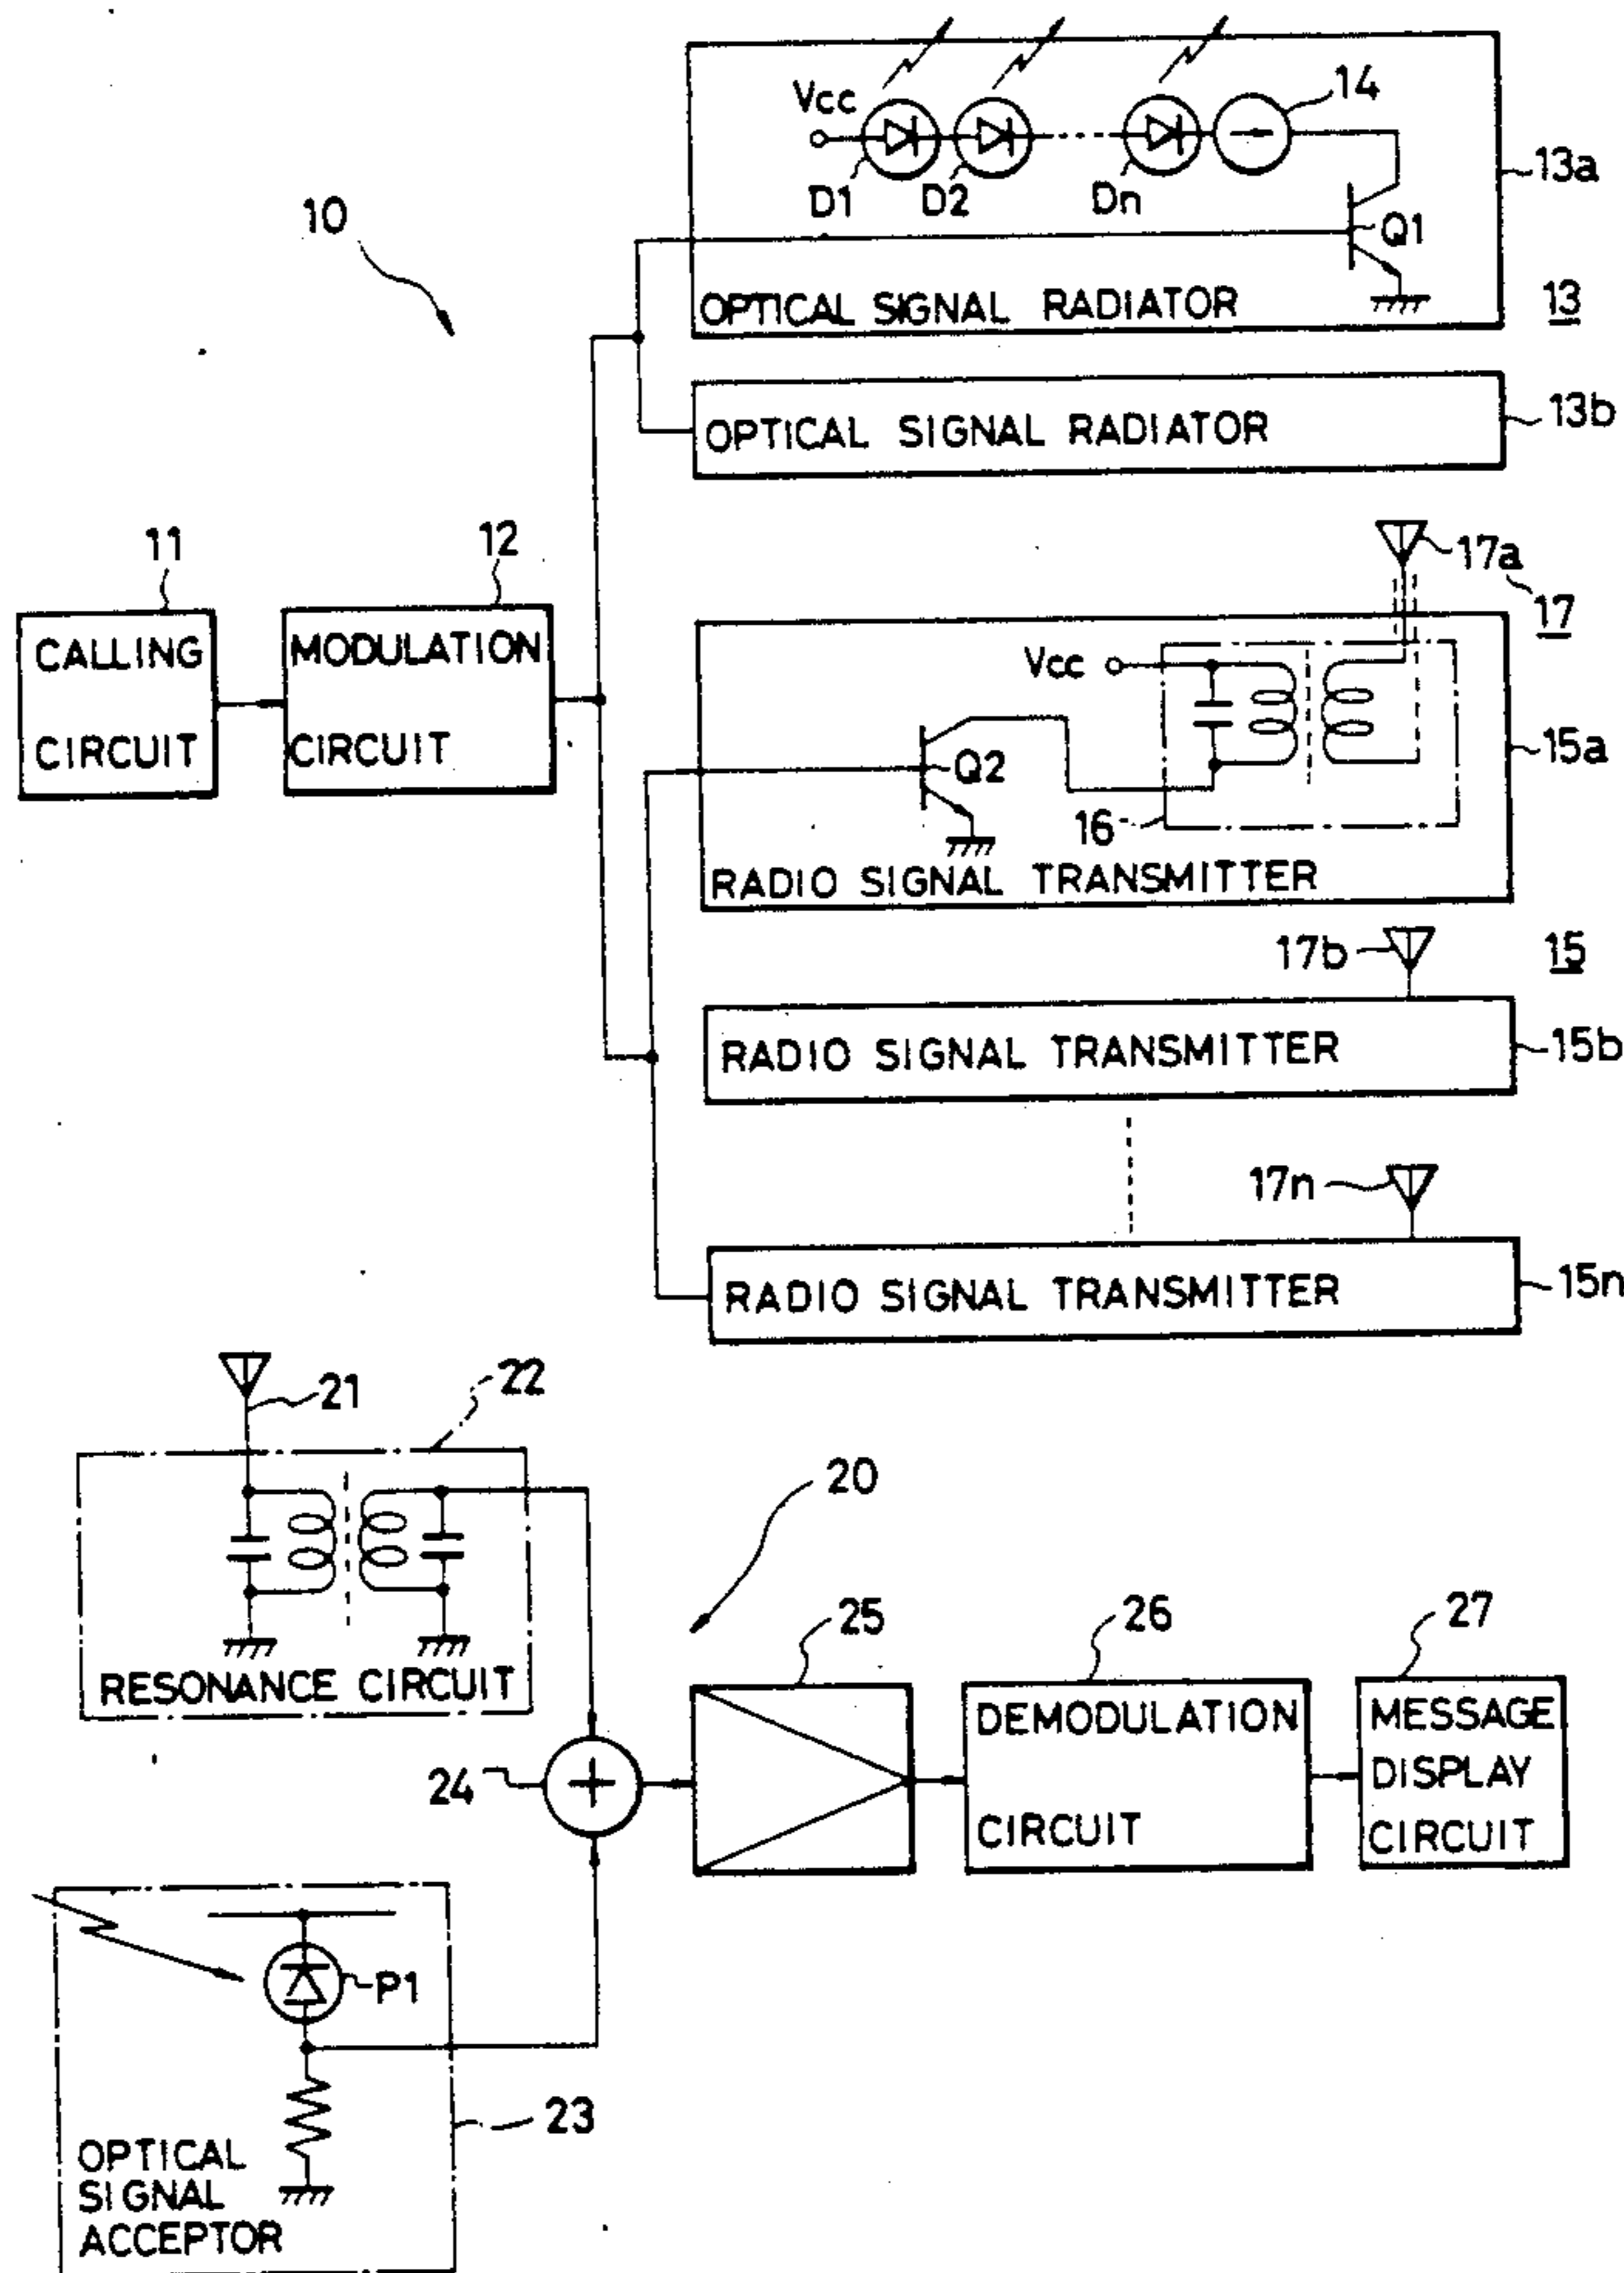 Vcc
14
D1
D2
Dn
13a
Q1
10
OPTICAL SIGNAL RADIATOR
13
13b
OPTICAL SIGNAL RADIATOR
11
12
17a
17
CALLING
CIRCUIT
MODULATION
CIRCUIT
Vcc
Q2
15a
16
RADIO SIGNAL TRANSMITTER
17b
15
RADIO SIGNAL TRANSMITTER
15b
17n
RADIO SIGNAL TRANSMITTER
15n
21
22
20
RESONANCE CIRCUIT
25
26
27
24
DEMODULATION
CIRCUIT
MESSAGE
DISPLAY
CIRCUIT
P1
23
OPTICAL
SIGNAL
ACCEPTOR